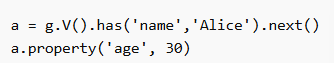 a = g.V().has('name','Alice').next()
a.property('age', 30)